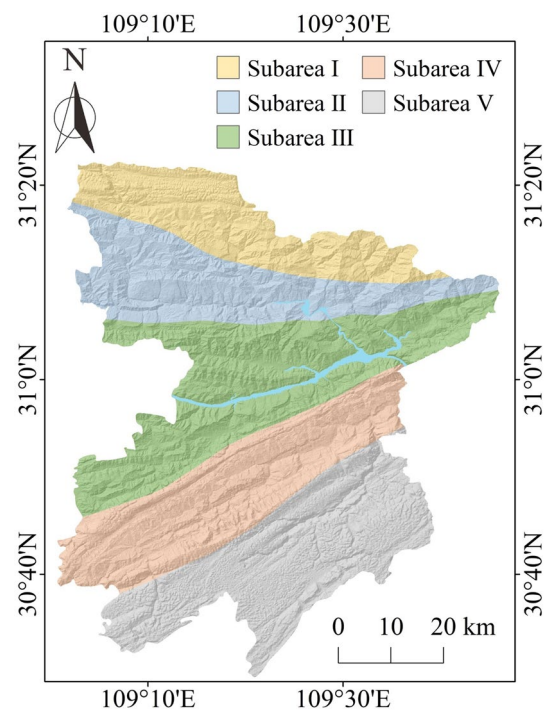 109°10'E 109°30'E
N
Subarea I Subarea IV
Subarea II Subarea V
Subarea III
31°20'N 31°20'N
31°0'N 31°0'N
30°40'N 30°40'N
0 10 20 km
109°10'E 109°30'E